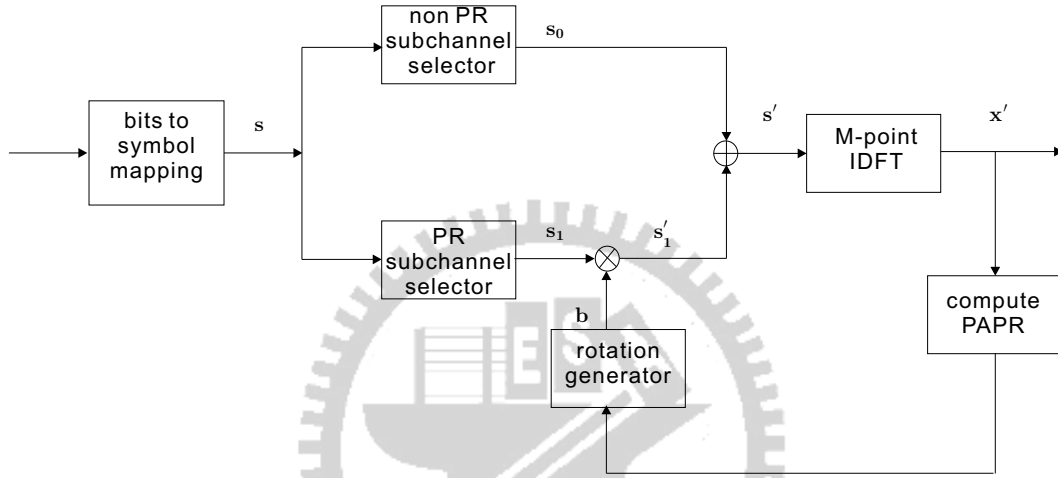 non PR
subchannel
selector
s₀
bits to
symbol
mapping
s
s′
M-point
IDFT
x′
PR
subchannel
selector
s₁
s′₁
b
rotation
generator
compute
PAPR
ES